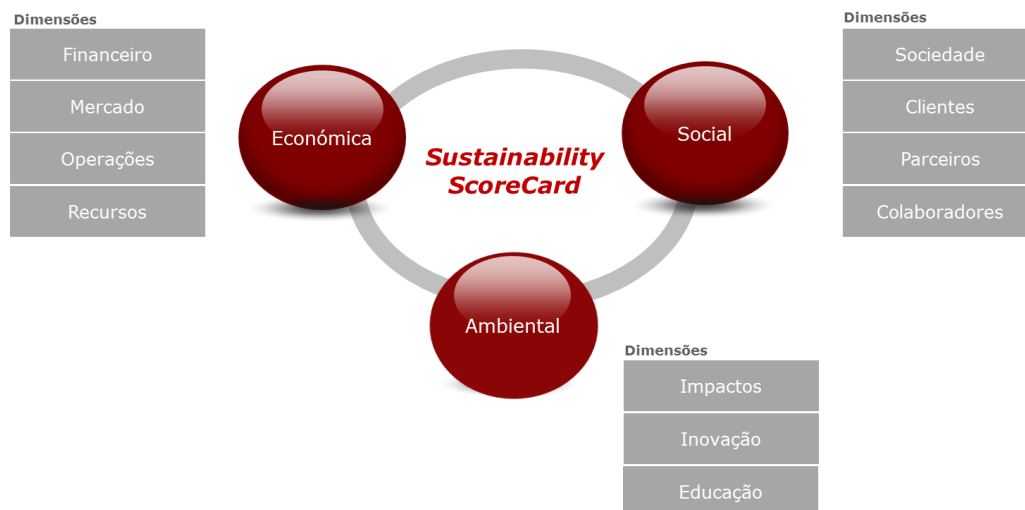 Dimensões
Financeiro
Mercado
Operações
Recursos
Económica
Sustainability
ScoreCard
Social
Dimensões
Sociedade
Clientes
Parceiros
Colaboradores
Ambiental
Dimensões
Impactos
Inovação
Educação